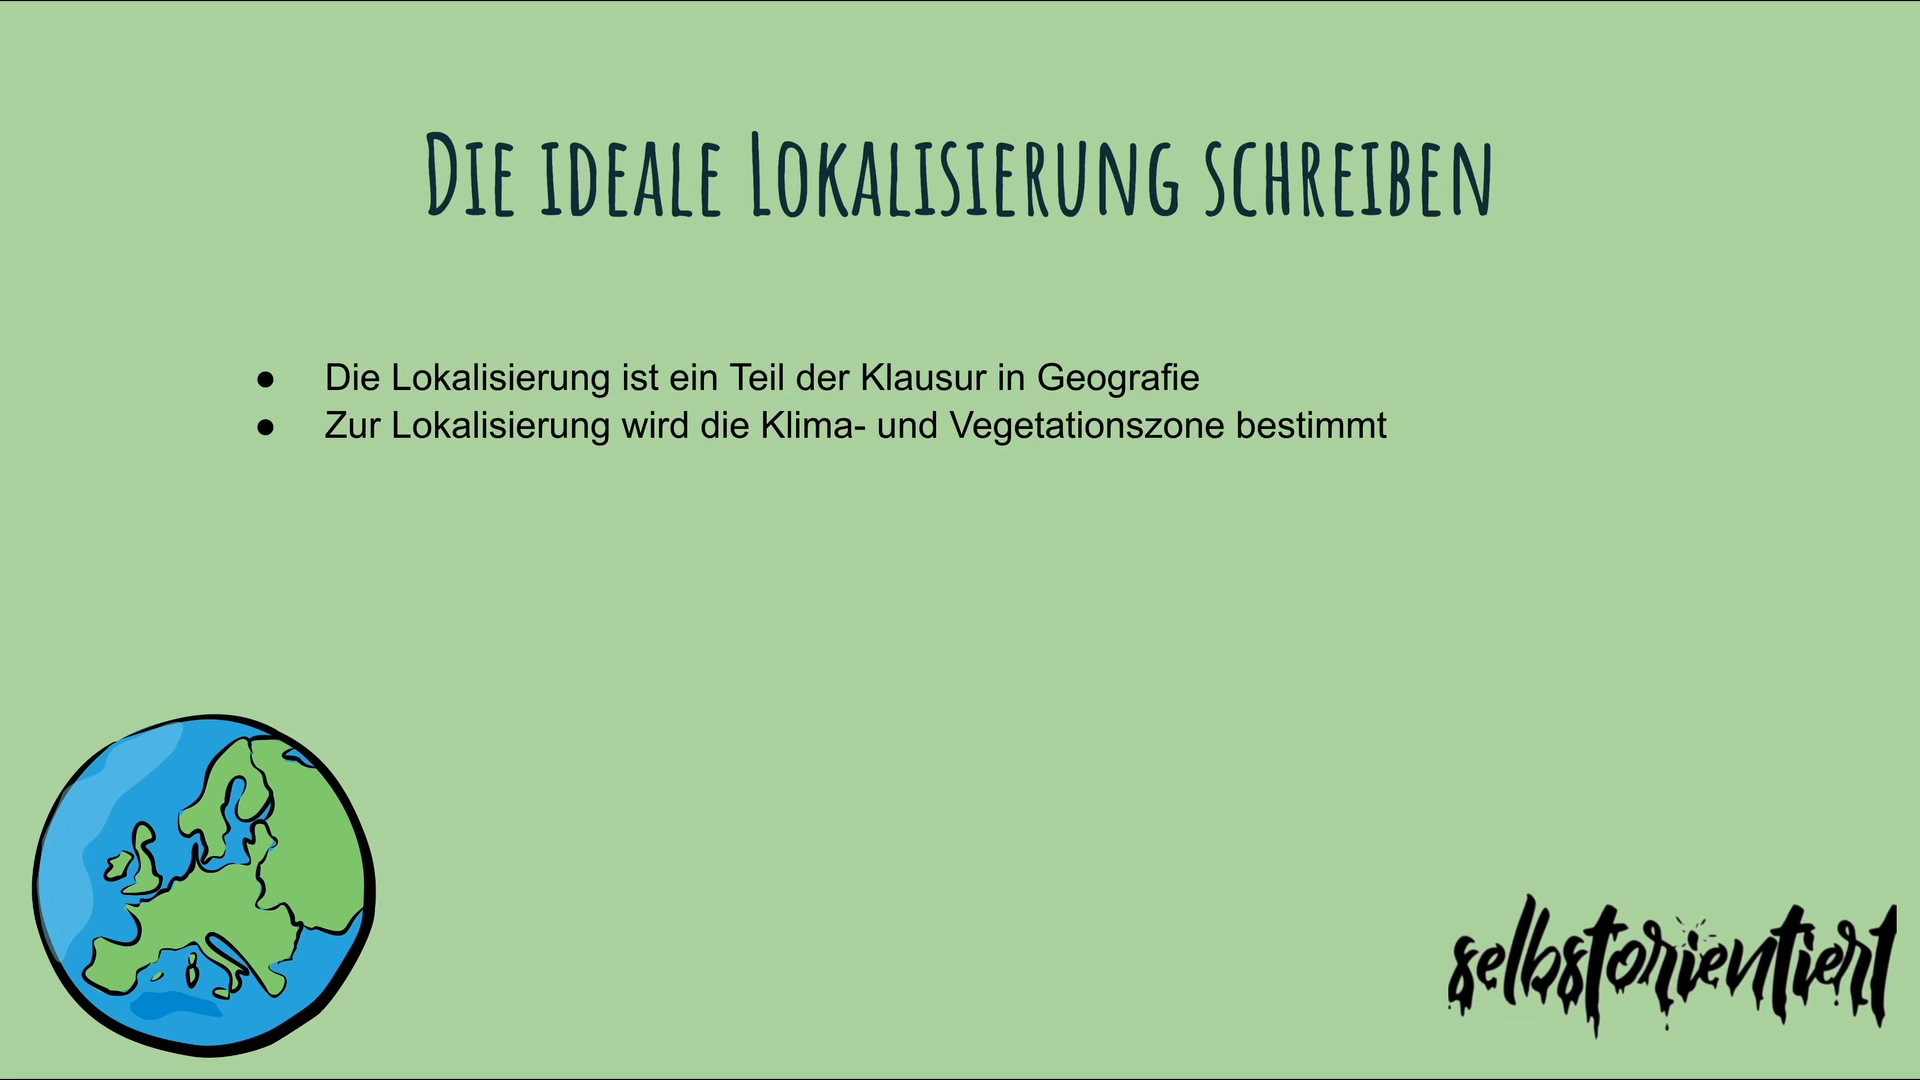 Die ideale Lokalisierung schreiben
● Die Lokalisierung ist ein Teil der Klausur in Geografie
● Zur Lokalisierung wird die Klima- und Vegetationszone bestimmt
selbstorientiert